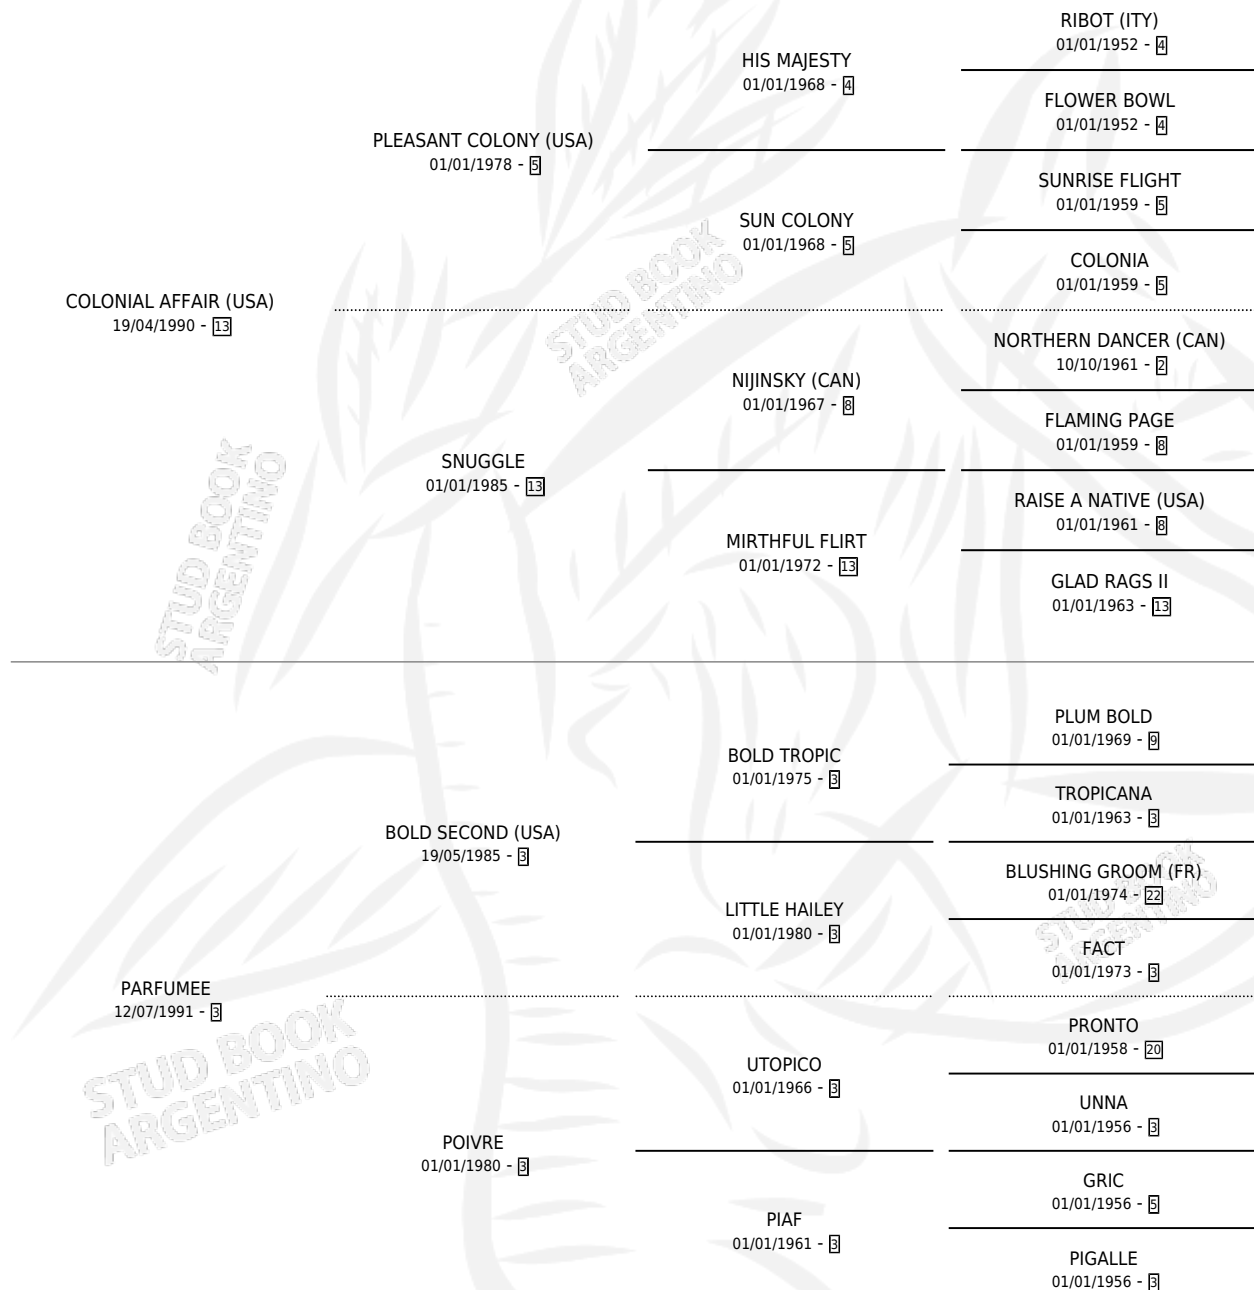 RIBOT (ITY)
01/01/1952 - 4
HIS MAJESTY
01/01/1968 - 4
FLOWER BOWL
01/01/1952 - 4
PLEASANT COLONY (USA)
01/01/1978 - 5
SUNRISE FLIGHT
01/01/1959 - 5
SUN COLONY
01/01/1968 - 5
COLONIA
01/01/1959 - 5
COLONIAL AFFAIR (USA)
19/04/1990 - 13
NORTHERN DANCER (CAN)
10/10/1961 - 2
NIJINSKY (CAN)
01/01/1967 - 8
FLAMING PAGE
01/01/1959 - 8
SNUGGLE
01/01/1985 - 13
RAISE A NATIVE (USA)
01/01/1961 - 8
MIRTHFUL FLIRT
01/01/1972 - 13
GLAD RAGS II
01/01/1963 - 13
PLUM BOLD
01/01/1969 - 9
BOLD TROPIC
01/01/1975 - 3
TROPICANA
01/01/1963 - 3
BOLD SECOND (USA)
19/05/1985 - 3
BLUSHING GROOM (FR)
01/01/1974 - 22
LITTLE HAILEY
01/01/1980 - 3
FACT
01/01/1973 - 3
PARFUMEE
12/07/1991 - 3
PRONTO
01/01/1958 - 20
UTOPICO
01/01/1966 - 3
UNNA
01/01/1956 - 3
POIVRE
01/01/1980 - 3
GRIC
01/01/1956 - 5
PIAF
01/01/1961 - 3
PIGALLE
01/01/1956 - 3
STUD BOOK
ARGENTINO
STUD BOOK
ARGENTINO
STUD BOOK
ARGENTINO
STUD BOOK
ARGENTINO